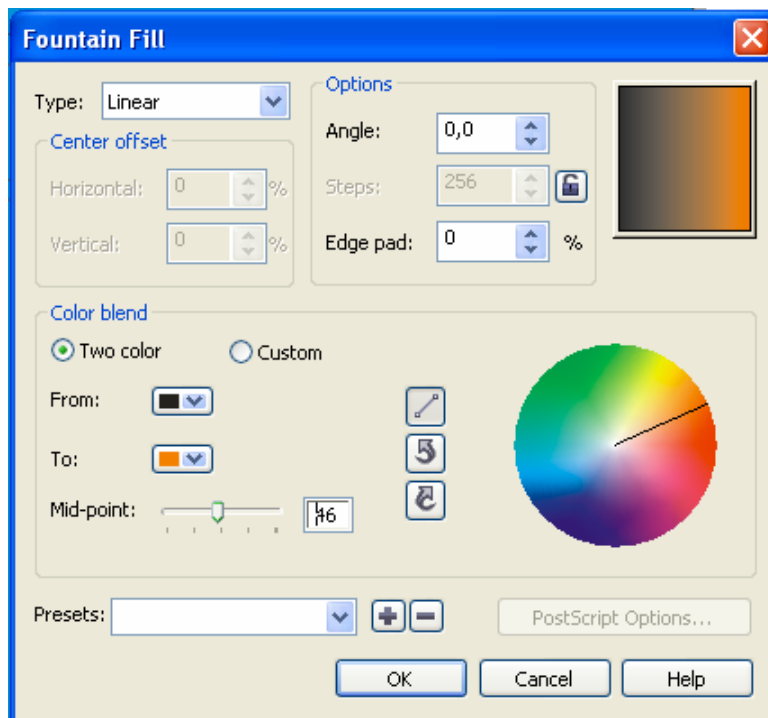 Fountain Fill
Type: Linear
Center offset
Horizontal: 0 %
Vertical: 0 %
Options
Angle: 0,0
Steps: 256
Edge pad: 0 %
Color blend
Two color Custom
From:
To:
Mid-point: 46
Presets:
PostScript Options...
OK Cancel Help